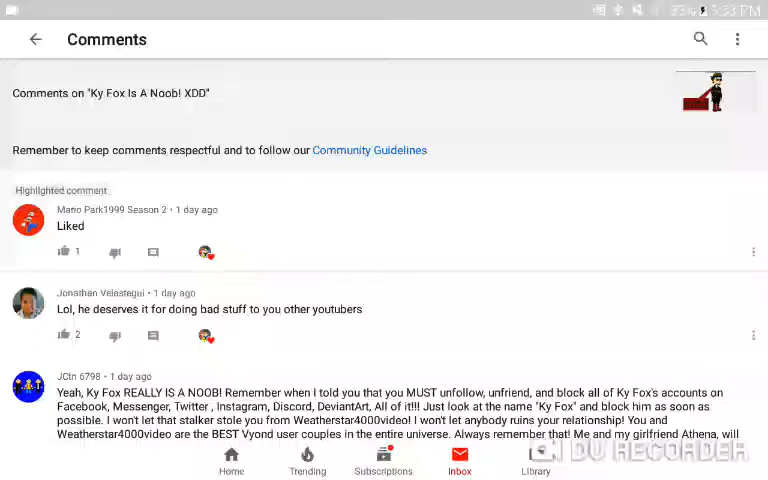 33% 5:33 PM
Comments
Comments on "Ky Fox Is A Noob! XDD"
Remember to keep comments respectful and to follow our Community Guidelines
Highlighted comment
Mario Park1999 Season 2 • 1 day ago
Liked
1
Jonathan Velastegui • 1 day ago
Lol, he deserves it for doing bad stuff to you other youtubers
2
JCtn 6798 • 1 day ago
Yeah, Ky Fox REALLY IS A NOOB! Remember when I told you that you MUST unfollow, unfriend, and block all of Ky Fox's accounts on
Facebook, Messenger, Twitter , Instagram, Discord, DeviantArt, All of it!!! Just look at the name "Ky Fox" and block him as soon as
possible. I won't let that stalker stole you from Weatherstar4000video! I won't let anybody ruins your relationship! You and
Weatherstar4000video are the BEST Vyond user couples in the entire universe. Always remember that! Me and my girlfriend Athena, will
DU RECORDER
Home Trending Subscriptions Inbox Library